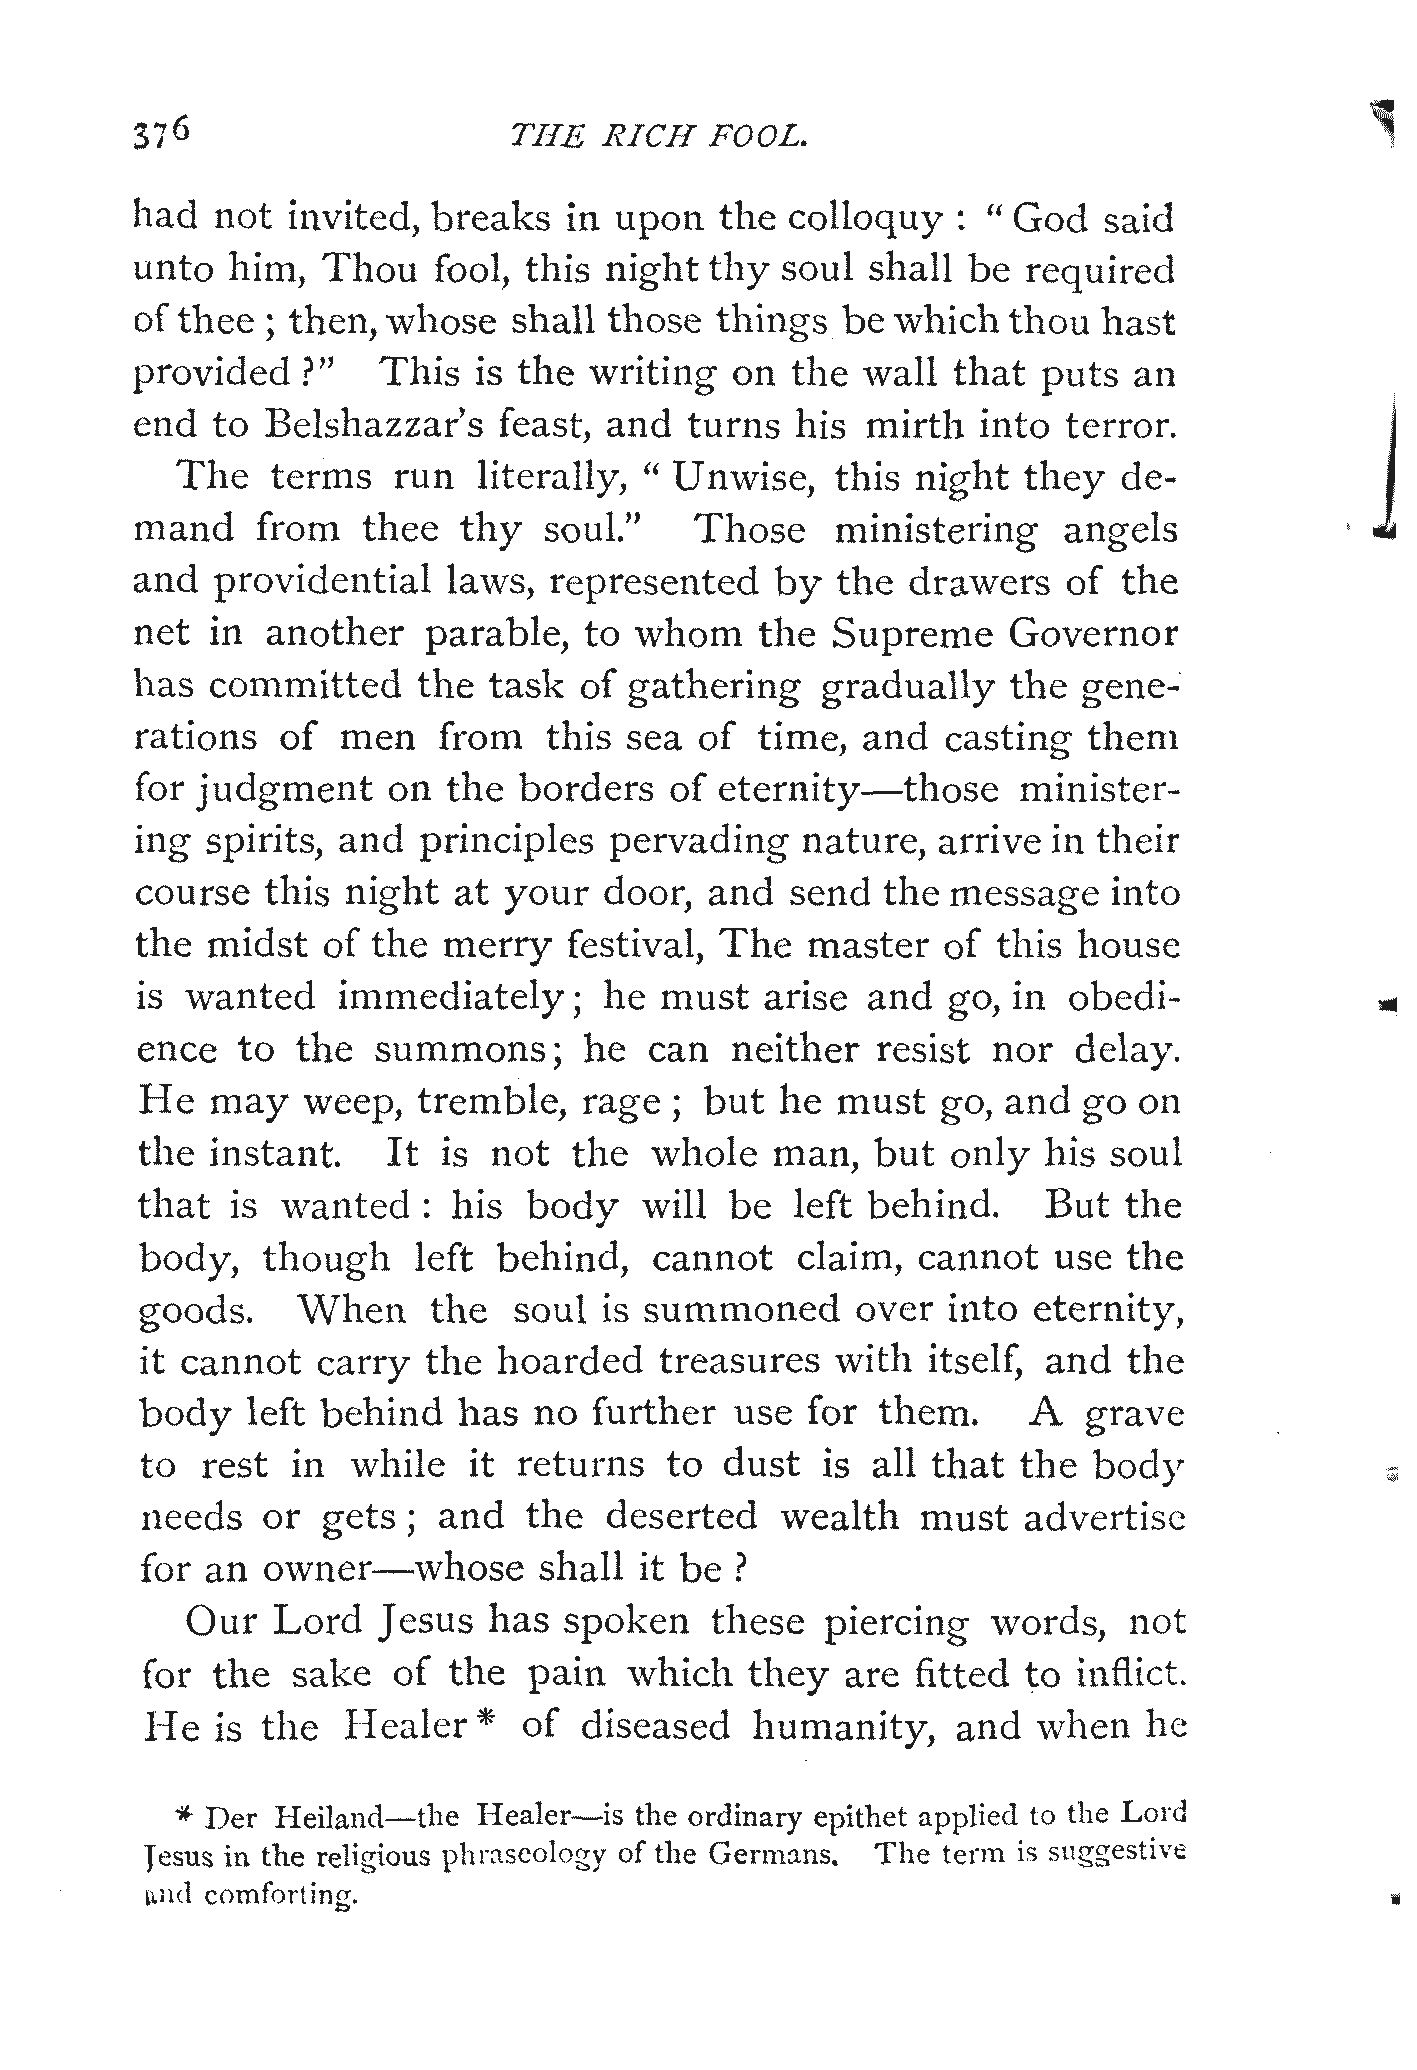 376 THE RICH FOOL.
had not invited, breaks in upon the colloquy : “ God said
unto him, Thou fool, this night thy soul shall be required
of thee ; then, whose shall those things be which thou hast
provided ?” This is the writing on the wall that puts an
end to Belshazzar’s feast, and turns his mirth into terror.
The terms run literally, “ Unwise, this night they de-
mand from thee thy soul.” Those ministering angels
and providential laws, represented by the drawers of the
net in another parable, to whom the Supreme Governor
has committed the task of gathering gradually the gene-
rations of men from this sea of time, and casting them
for judgment on the borders of eternity—those minister-
ing spirits, and principles pervading nature, arrive in their
course this night at your door, and send the message into
the midst of the merry festival, The master of this house
is wanted immediately ; he must arise and go, in obedi-
ence to the summons; he can neither resist nor delay.
He may weep, tremble, rage ; but he must go, and go on
the instant. It is not the whole man, but only his soul
that is wanted : his body will be left behind. But the
body, though left behind, cannot claim, cannot use the
goods. When the soul is summoned over into eternity,
it cannot carry the hoarded treasures with itself, and the
body left behind has no further use for them. A grave
to rest in while it returns to dust is all that the body
needs or gets ; and the deserted wealth must advertise
for an owner—whose shall it be ?
Our Lord Jesus has spoken these piercing words, not
for the sake of the pain which they are fitted to inflict.
He is the Healer * of diseased humanity, and when he
* Der Heiland—the Healer—is the ordinary epithet applied to the Lord
Jesus in the religious phraseology of the Germans. The term is suggestive
and comforting.